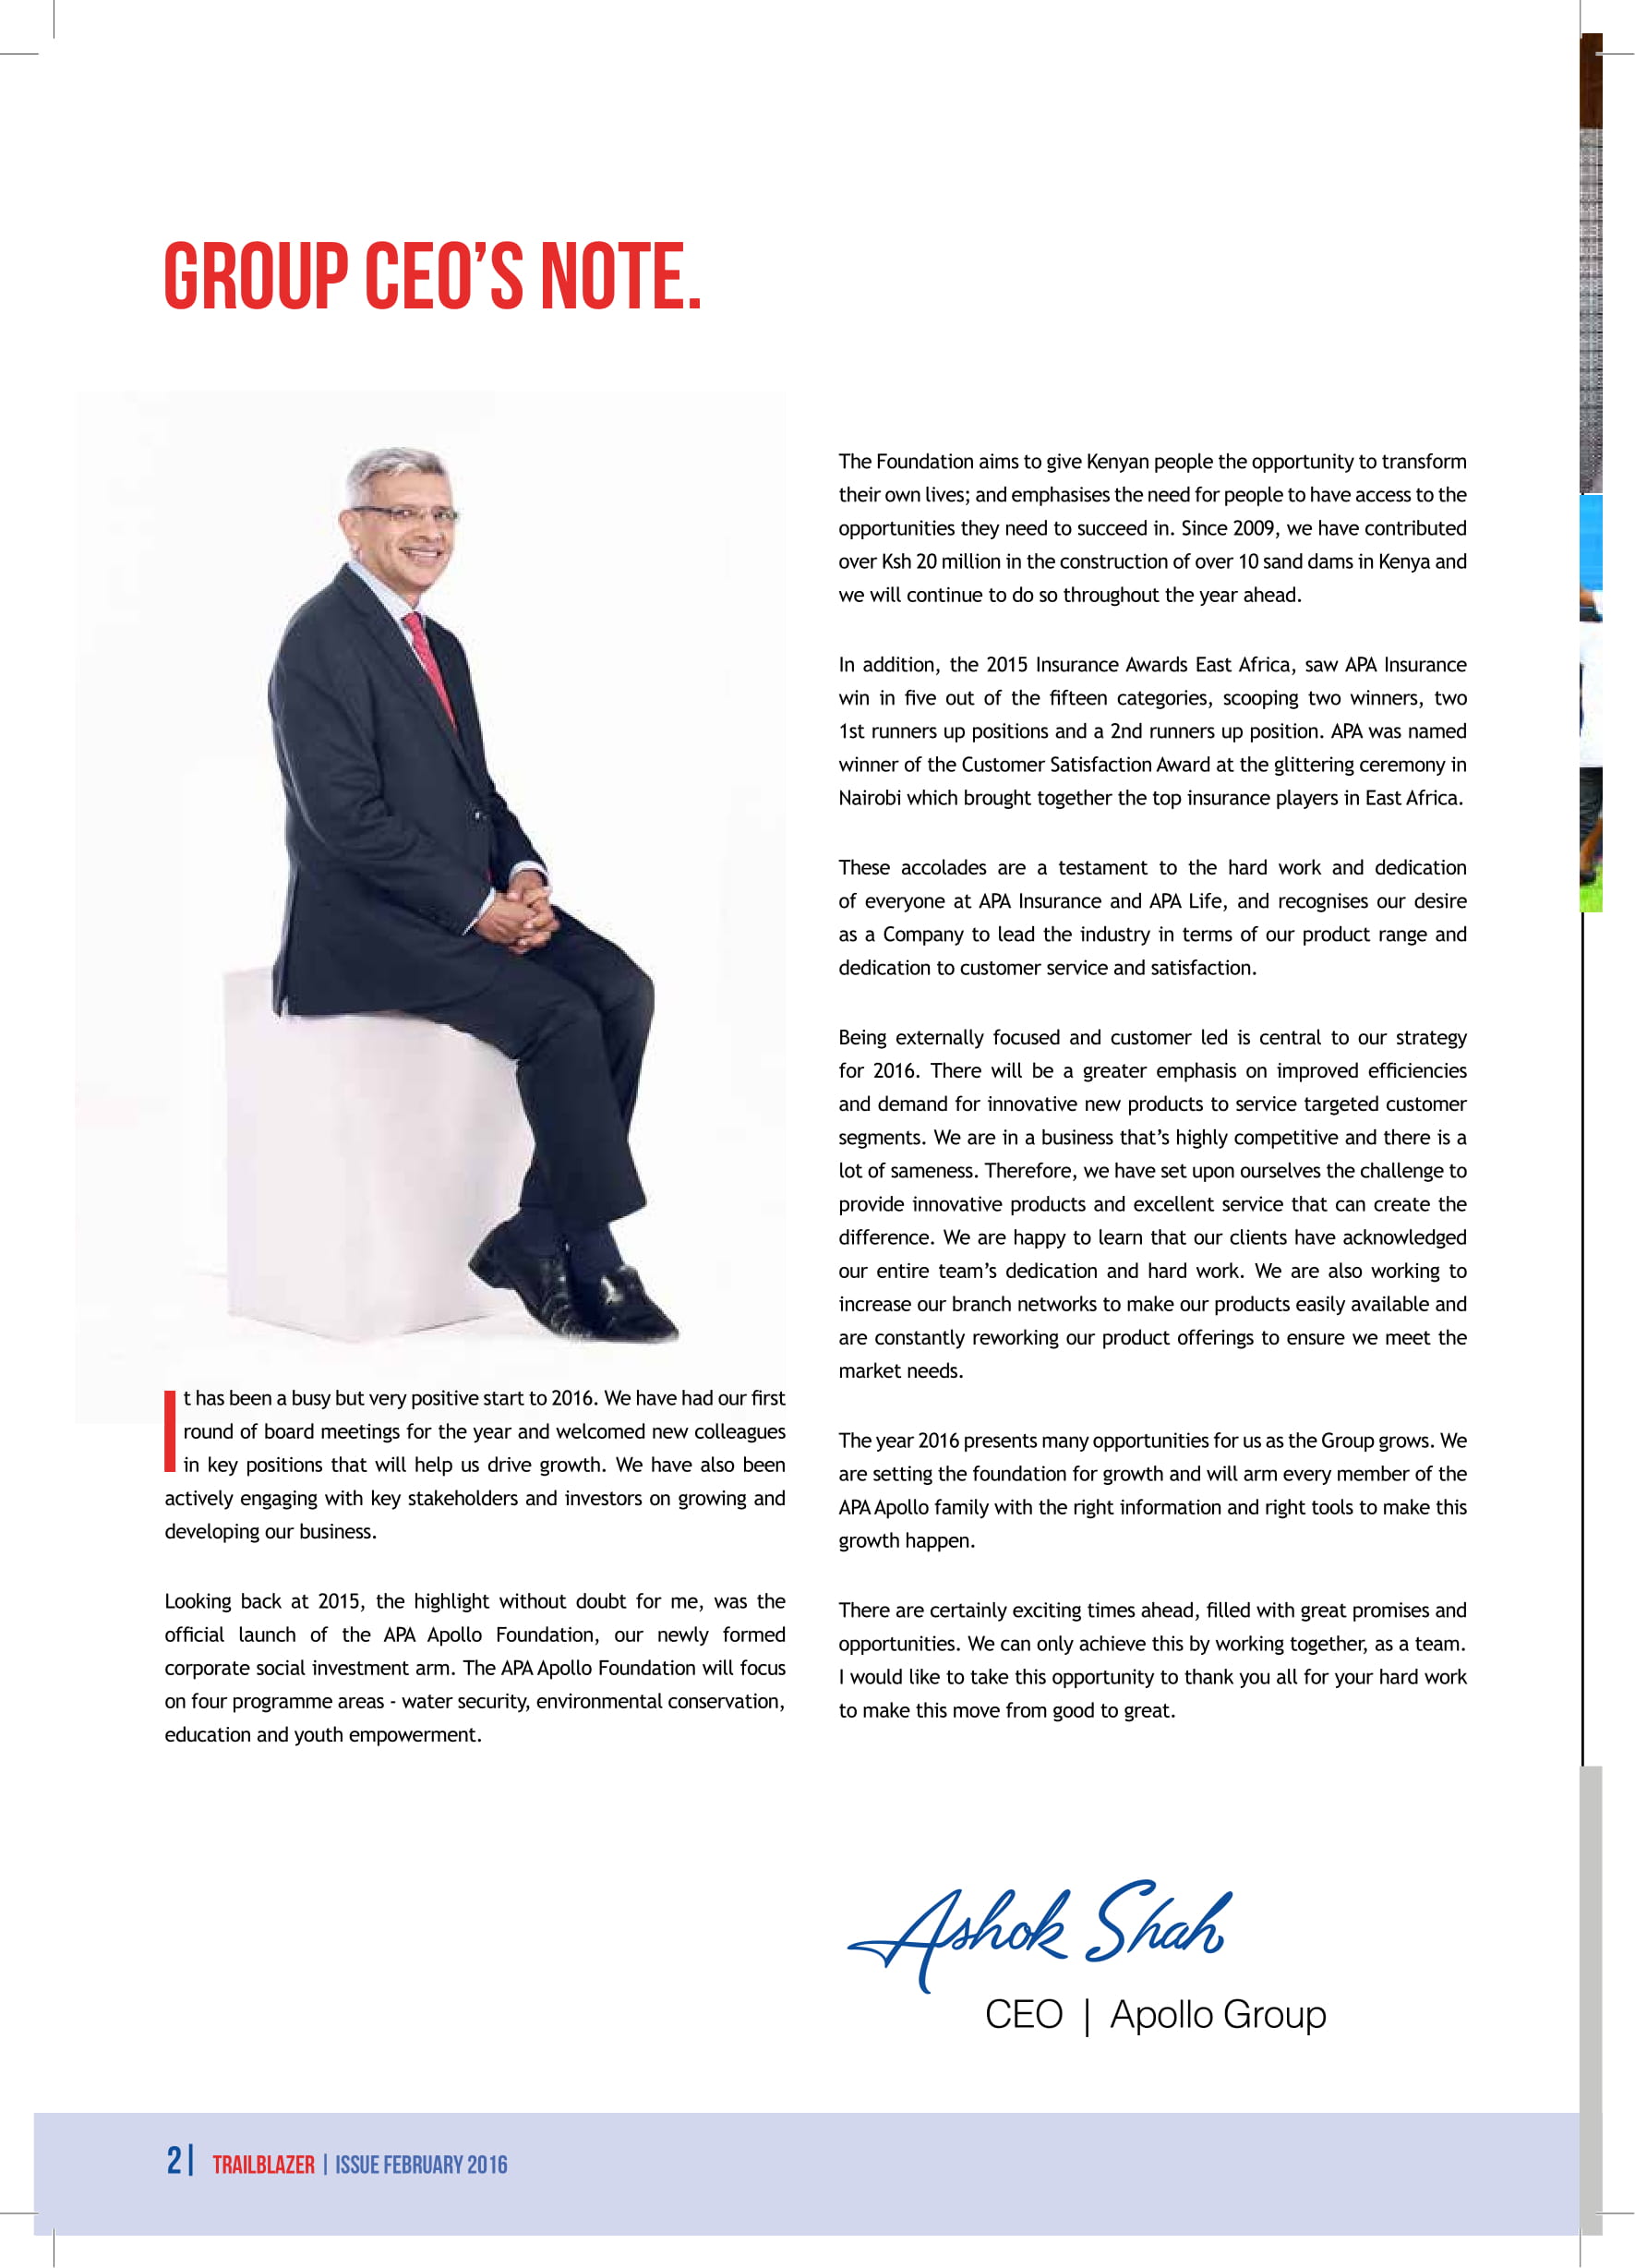 GROUP CEO’S NOTE.
It has been a busy but very positive start to 2016. We have had our first
round of board meetings for the year and welcomed new colleagues
in key positions that will help us drive growth. We have also been
actively engaging with key stakeholders and investors on growing and
developing our business.
Looking back at 2015, the highlight without doubt for me, was the
official launch of the APA Apollo Foundation, our newly formed
corporate social investment arm. The APA Apollo Foundation will focus
on four programme areas - water security, environmental conservation,
education and youth empowerment.
The Foundation aims to give Kenyan people the opportunity to transform
their own lives; and emphasises the need for people to have access to the
opportunities they need to succeed in. Since 2009, we have contributed
over Ksh 20 million in the construction of over 10 sand dams in Kenya and
we will continue to do so throughout the year ahead.
In addition, the 2015 Insurance Awards East Africa, saw APA Insurance
win in five out of the fifteen categories, scooping two winners, two
1st runners up positions and a 2nd runners up position. APA was named
winner of the Customer Satisfaction Award at the glittering ceremony in
Nairobi which brought together the top insurance players in East Africa.
These accolades are a testament to the hard work and dedication
of everyone at APA Insurance and APA Life, and recognises our desire
as a Company to lead the industry in terms of our product range and
dedication to customer service and satisfaction.
Being externally focused and customer led is central to our strategy
for 2016. There will be a greater emphasis on improved efficiencies
and demand for innovative new products to service targeted customer
segments. We are in a business that’s highly competitive and there is a
lot of sameness. Therefore, we have set upon ourselves the challenge to
provide innovative products and excellent service that can create the
difference. We are happy to learn that our clients have acknowledged
our entire team’s dedication and hard work. We are also working to
increase our branch networks to make our products easily available and
are constantly reworking our product offerings to ensure we meet the
market needs.
The year 2016 presents many opportunities for us as the Group grows. We
are setting the foundation for growth and will arm every member of the
APA Apollo family with the right information and right tools to make this
growth happen.
There are certainly exciting times ahead, filled with great promises and
opportunities. We can only achieve this by working together, as a team.
I would like to take this opportunity to thank you all for your hard work
to make this move from good to great.
Ashok Shah
CEO | Apollo Group
2 | TRAILBLAZER | ISSUE FEBRUARY 2016